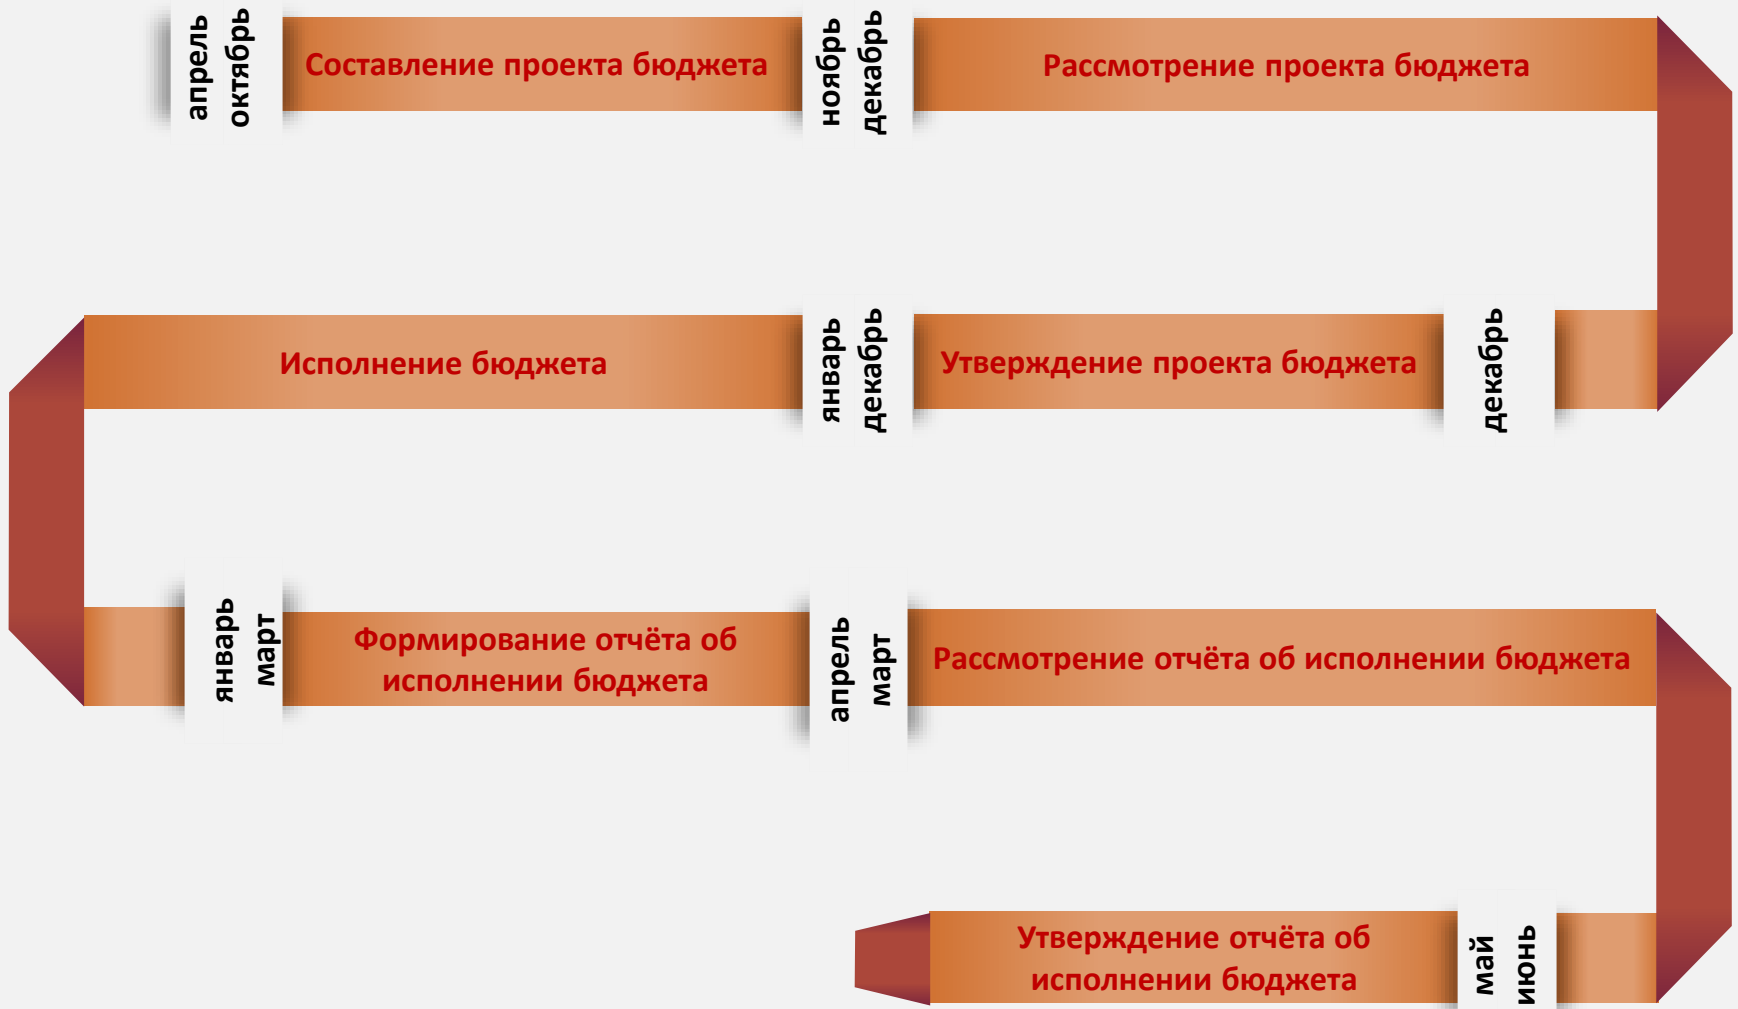 апрель
октябрь
Составление проекта бюджета
ноябрь
декабрь
Рассмотрение проекта бюджета
декабрь
Утверждение проекта бюджета
январь
декабрь
Исполнение бюджета
январь
март
Формирование отчёта об
исполнении бюджета
апрель
март
Рассмотрение отчёта об исполнении бюджета
май
июнь
Утверждение отчёта об
исполнении бюджета